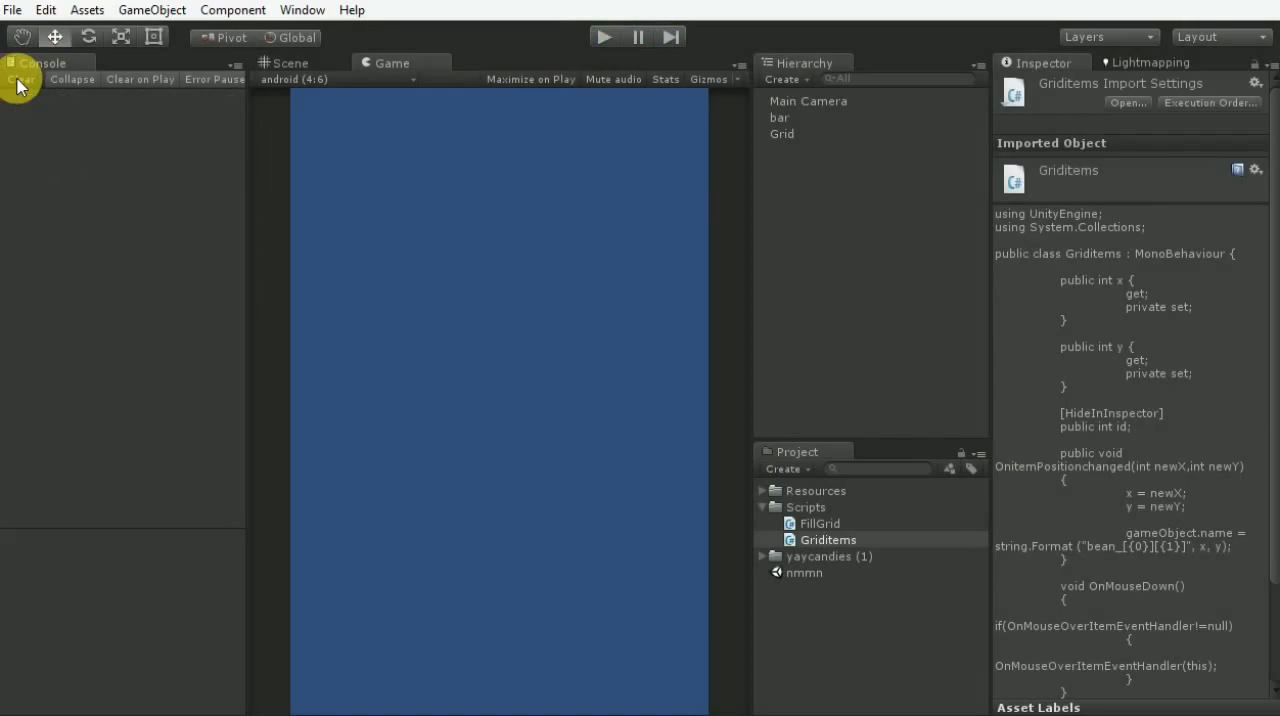 File Edit Assets GameObject Component Window Help
Pivot Global Layers Layout
Console Scene Game Hierarchy Inspector Lightmapping
Clear Collapse Clear on Play Error Pause android (4:6) Maximize on Play Mute audio Stats Gizmos Create All
Griditems Import Settings
Open... Execution Order...
Main Camera
bar
Grid
Imported Object
Griditems
using UnityEngine;
using System.Collections;
public class Griditems : MonoBehaviour {
public int x {
get;
private set;
}
public int y {
get;
private set;
}
[HideInInspector]
public int id;
public void
OnitemPositionchanged(int newX,int newY)
{
x = newX;
y = newY;
gameObject.name =
string.Format ("bean_[{0}][{1}]", x, y);
}
void OnMouseDown()
{
if(OnMouseOverItemEventHandler!=null)
{
OnMouseOverItemEventHandler(this);
}
}
Asset Labels
Project
Create
Resources
Scripts
FillGrid
Griditems
yaycandies (1)
nmmn